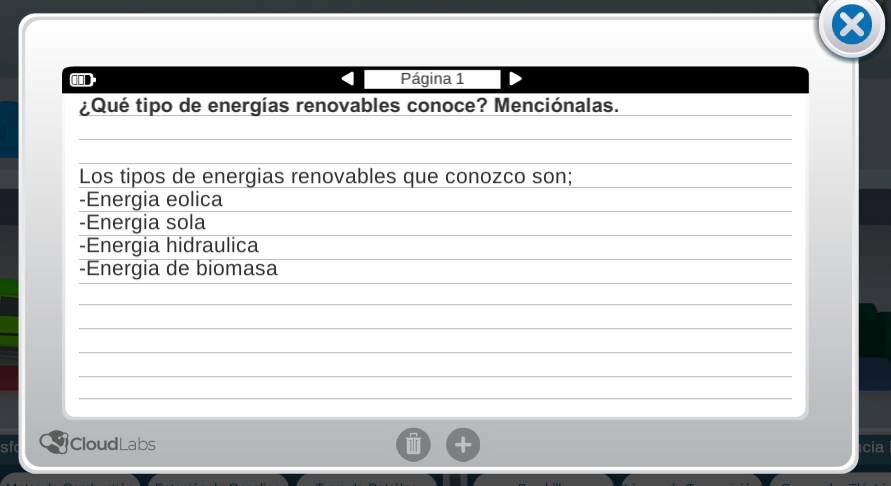 Página 1
¿Qué tipo de energías renovables conoce? Menciónalas.
Los tipos de energias renovables que conozco son;
-Energia eolica
-Energia sola
-Energia hidraulica
-Energia de biomasa
CloudLabs